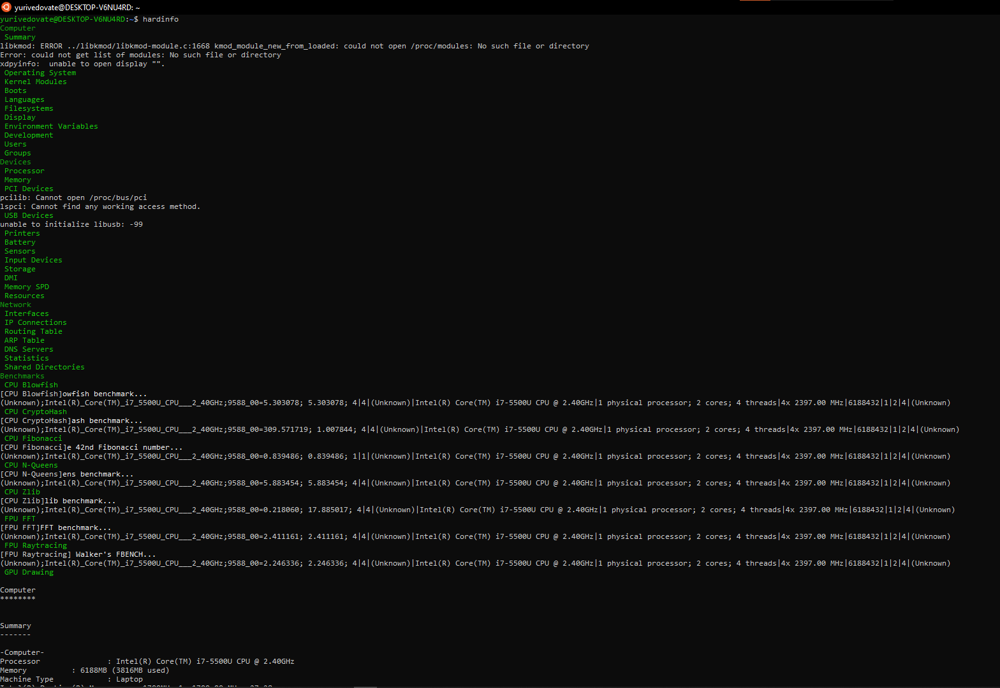 yurivedovate@DESKTOP-V6NU4RD: ~
yurivedovate@DESKTOP-V6NU4RD:~$ hardinfo
Computer
Summary
libkmod: ERROR ../libkmod/libkmod-module.c:1668 kmod_module_new_from_loaded: could not open /proc/modules: No such file or directory
Error: could not get list of modules: No such file or directory
xdpyinfo:  unable to open display "".
Operating System
Kernel Modules
Boots
Languages
Filesystems
Display
Environment Variables
Development
Users
Groups
Devices
Processor
Memory
PCI Devices
pcilib: Cannot open /proc/bus/pci
lspci: Cannot find any working access method.
USB Devices
unable to initialize libusb: -99
Printers
Battery
Sensors
Input Devices
Storage
DMI
Memory SPD
Resources
Network
Interfaces
IP Connections
Routing Table
ARP Table
DNS Servers
Statistics
Shared Directories
Benchmarks
CPU Blowfish
[CPU Blowfish]owfish benchmark...
(Unknown);Intel(R)_Core(TM)_i7_5500U_CPU___2_40GHz;9588_00=5.303078; 5.303078; 4|4|(Unknown)|Intel(R) Core(TM) i7-5500U CPU @ 2.40GHz|1 physical processor; 2 cores; 4 threads|4x 2397.00 MHz|6188432|1|2|4|(Unknown)
CPU CryptoHash
[CPU CryptoHash]ash benchmark...
(Unknown);Intel(R)_Core(TM)_i7_5500U_CPU___2_40GHz;9588_00=309.571719; 1.007844; 4|4|(Unknown)|Intel(R) Core(TM) i7-5500U CPU @ 2.40GHz|1 physical processor; 2 cores; 4 threads|4x 2397.00 MHz|6188432|1|2|4|(Unknown)
CPU Fibonacci
[CPU Fibonacci]e 42nd Fibonacci number...
(Unknown);Intel(R)_Core(TM)_i7_5500U_CPU___2_40GHz;9588_00=0.839486; 0.839486; 1|1|(Unknown)|Intel(R) Core(TM) i7-5500U CPU @ 2.40GHz|1 physical processor; 2 cores; 4 threads|4x 2397.00 MHz|6188432|1|2|4|(Unknown)
CPU N-Queens
[CPU N-Queens]ens benchmark...
(Unknown);Intel(R)_Core(TM)_i7_5500U_CPU___2_40GHz;9588_00=5.883454; 5.883454; 4|4|(Unknown)|Intel(R) Core(TM) i7-5500U CPU @ 2.40GHz|1 physical processor; 2 cores; 4 threads|4x 2397.00 MHz|6188432|1|2|4|(Unknown)
CPU Zlib
[CPU Zlib]lib benchmark...
(Unknown);Intel(R)_Core(TM)_i7_5500U_CPU___2_40GHz;9588_00=0.218060; 17.885017; 4|4|(Unknown)|Intel(R) Core(TM) i7-5500U CPU @ 2.40GHz|1 physical processor; 2 cores; 4 threads|4x 2397.00 MHz|6188432|1|2|4|(Unknown)
FPU FFT
[FPU FFT]FFT benchmark...
(Unknown);Intel(R)_Core(TM)_i7_5500U_CPU___2_40GHz;9588_00=2.411161; 2.411161; 4|4|(Unknown)|Intel(R) Core(TM) i7-5500U CPU @ 2.40GHz|1 physical processor; 2 cores; 4 threads|4x 2397.00 MHz|6188432|1|2|4|(Unknown)
FPU Raytracing
[FPU Raytracing] Walker's FBENCH...
(Unknown);Intel(R)_Core(TM)_i7_5500U_CPU___2_40GHz;9588_00=2.246336; 2.246336; 4|4|(Unknown)|Intel(R) Core(TM) i7-5500U CPU @ 2.40GHz|1 physical processor; 2 cores; 4 threads|4x 2397.00 MHz|6188432|1|2|4|(Unknown)
GPU Drawing
Computer
********
Summary
-------
-Computer-
Processor : Intel(R) Core(TM) i7-5500U CPU @ 2.40GHz
Memory : 6188MB (3816MB used)
Machine Type : Laptop